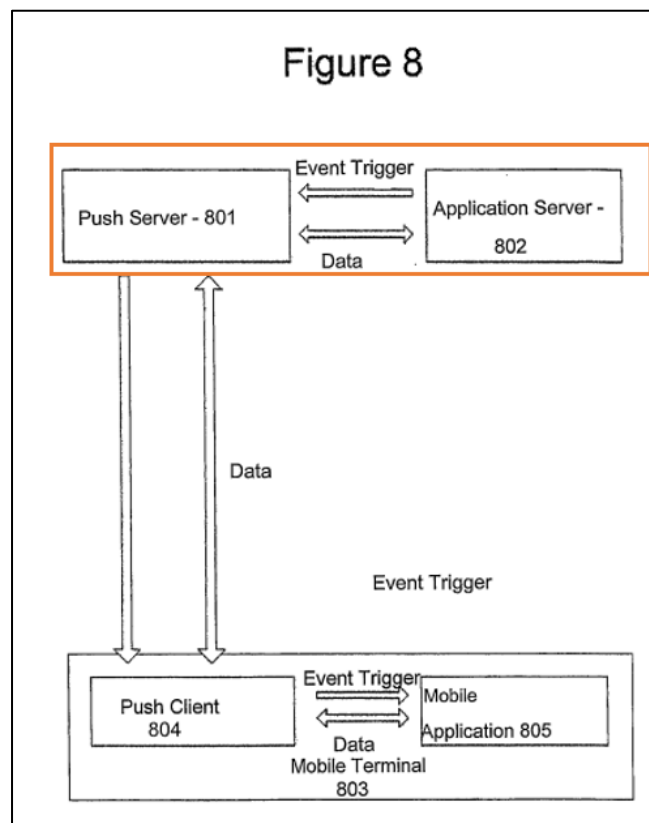 Figure 8
Event Trigger
Push Server - 801
Application Server -
802
Data
Data
Event Trigger
Event Trigger
Push Client
804
Mobile
Application 805
Data
Mobile Terminal
803